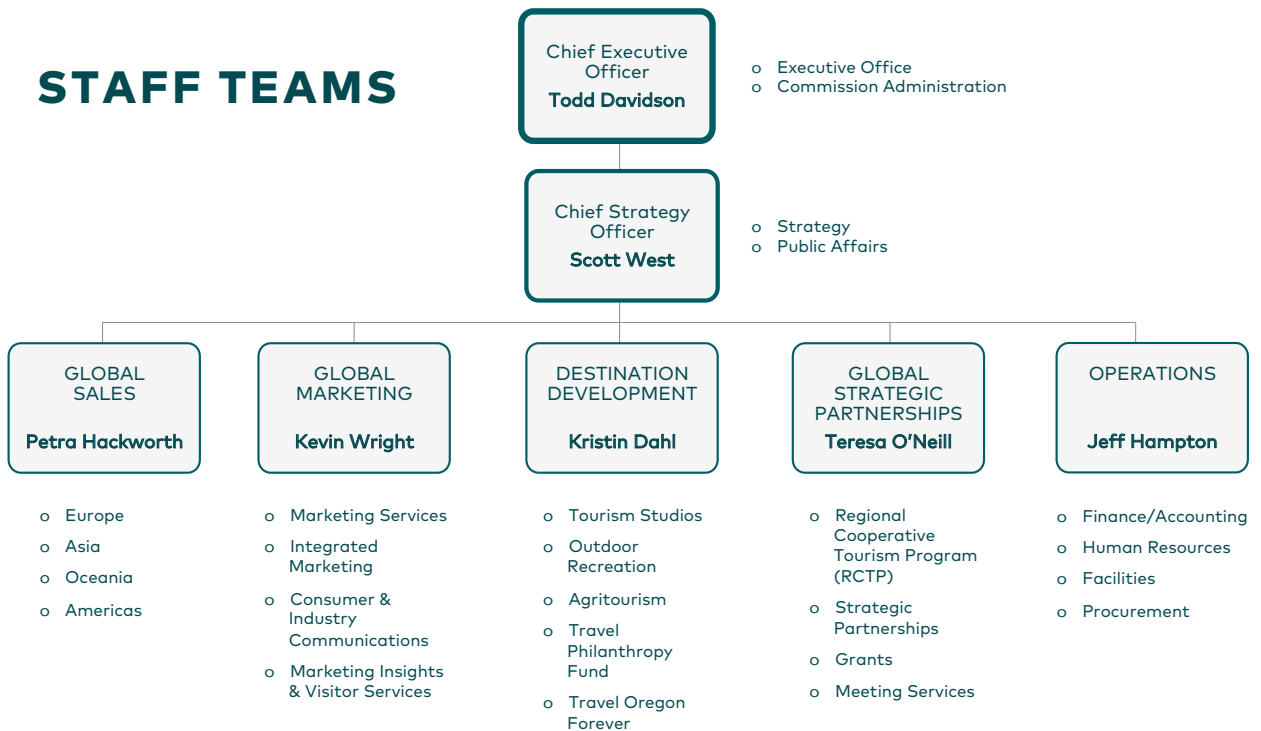 STAFF TEAMS
Chief Executive
Officer
Todd Davidson
o Executive Office
o Commission Administration
Chief Strategy
Officer
Scott West
o Strategy
o Public Affairs
GLOBAL
SALES
Petra Hackworth
o Europe
o Asia
o Oceania
o Americas
GLOBAL
MARKETING
Kevin Wright
o Marketing Services
o Integrated
Marketing
o Consumer &
Industry
Communications
o Marketing Insights
& Visitor Services
DESTINATION
DEVELOPMENT
Kristin Dahl
o Tourism Studios
o Outdoor
Recreation
o Agritourism
o Travel
Philanthropy
Fund
o Travel Oregon
Forever
GLOBAL
STRATEGIC
PARTNERSHIPS
Teresa O’Neill
o Regional
Cooperative
Tourism Program
(RCTP)
o Strategic
Partnerships
o Grants
o Meeting Services
OPERATIONS
Jeff Hampton
o Finance/Accounting
o Human Resources
o Facilities
o Procurement